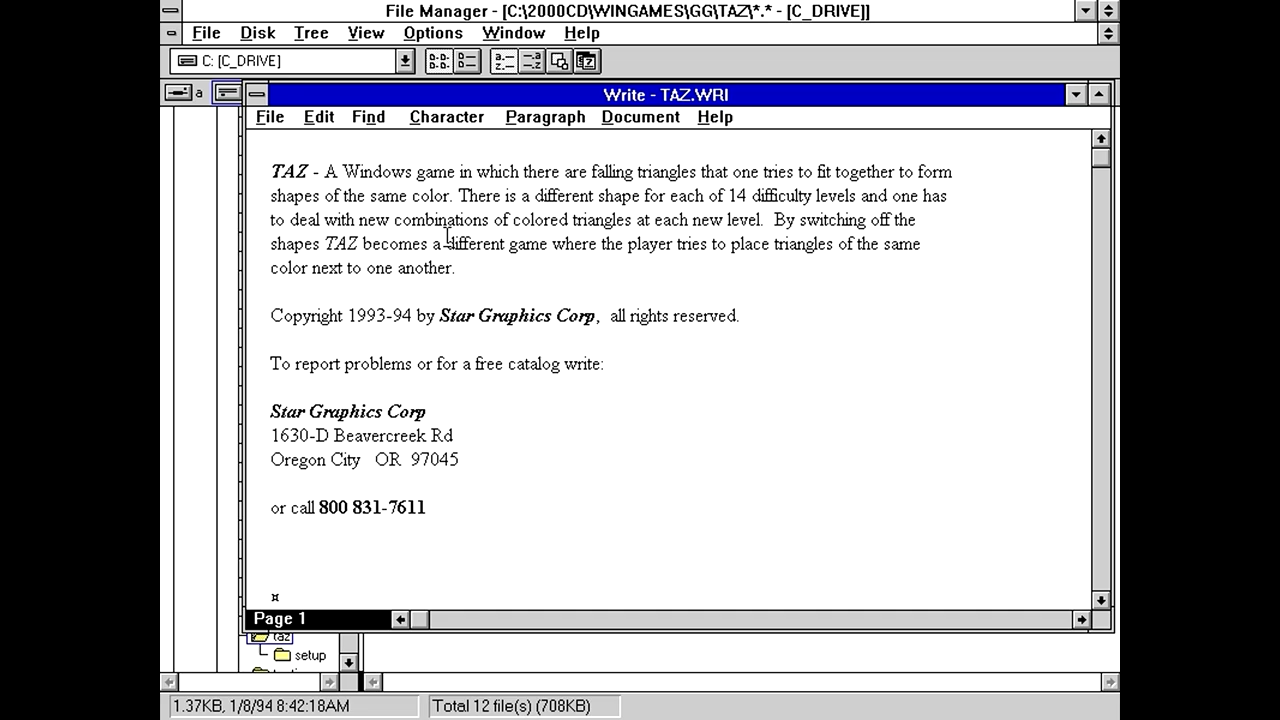 File Manager - [C:\2000CD\WINGAMES\GG\TAZ\*.* - [C_DRIVE]]
File Disk Tree View Options Window Help
C: [C_DRIVE]
a
Write - TAZ.WRI
File Edit Find Character Paragraph Document Help
TAZ - A Windows game in which there are falling triangles that one tries to fit together to form
shapes of the same color. There is a different shape for each of 14 difficulty levels and one has
to deal with new combinations of colored triangles at each new level. By switching off the
shapes TAZ becomes a different game where the player tries to place triangles of the same
color next to one another.
Copyright 1993-94 by Star Graphics Corp, all rights reserved.
To report problems or for a free catalog write:
Star Graphics Corp
1630-D Beavercreek Rd
Oregon City OR 97045
or call 800 831-7611
¤
Page 1
taz
setup
1.37KB, 1/8/94 8:42:18AM
Total 12 file(s) (708KB)